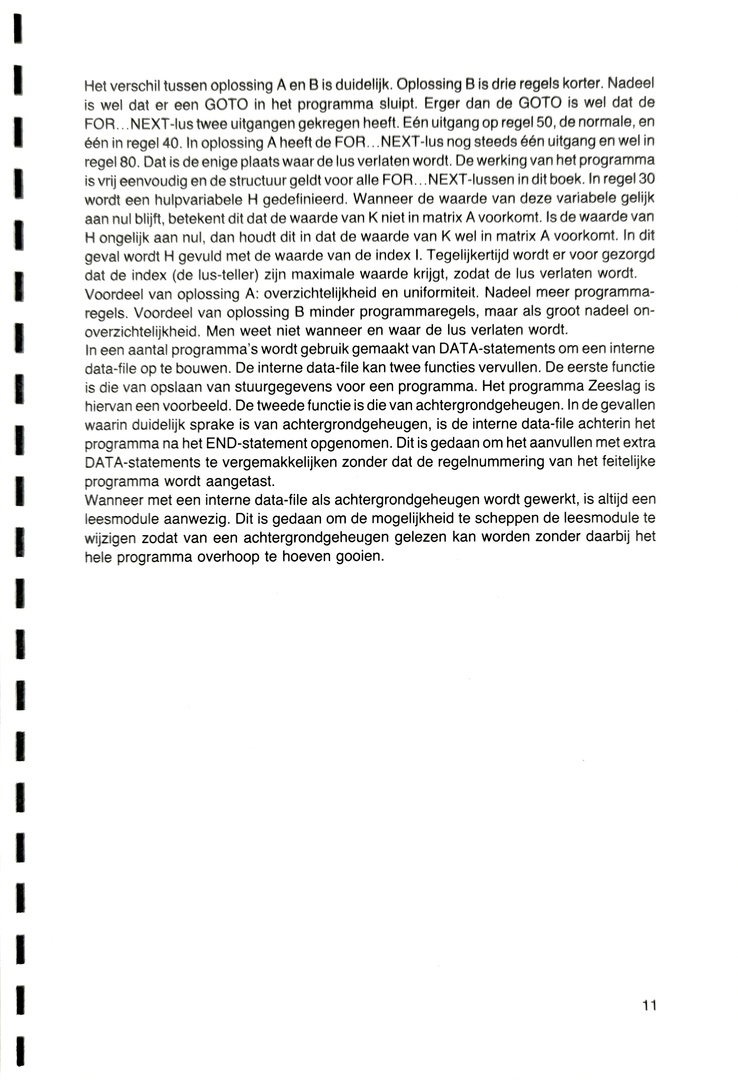 Het verschil tussen oplossing A en B is duidelijk. Oplossing B is drie regels korter. Nadeel
is wel dat er een GOTO in het programma sluipt. Erger dan de GOTO is wel dat de
FOR...NEXT-lus twee uitgangen gekregen heeft. Eén uitgang op regel 50, de normale, en
één in regel 40. In oplossing A heeft de FOR...NEXT-lus nog steeds één uitgang en wel in
regel 80. Dat is de enige plaats waar de lus verlaten wordt. De werking van het programma
is vrij eenvoudig en de structuur geldt voor alle FOR...NEXT-lussen in dit boek. In regel 30
wordt een hulpvariabele H gedefinieerd. Wanneer de waarde van deze variabele gelijk
aan nul blijft, betekent dit dat de waarde van K niet in matrix A voorkomt. Is de waarde van
H ongelijk aan nul, dan houdt dit in dat de waarde van K wel in matrix A voorkomt. In dit
geval wordt H gevuld met de waarde van de index I. Tegelijkertijd wordt er voor gezorgd
dat de index (de lus-teller) zijn maximale waarde krijgt, zodat de lus verlaten wordt.
Voordeel van oplossing A: overzichtelijkheid en uniformiteit. Nadeel meer programma-
regels. Voordeel van oplossing B minder programmaregels, maar als groot nadeel on-
overzichtelijkheid. Men weet niet wanneer en waar de lus verlaten wordt.
In een aantal programma's wordt gebruik gemaakt van DATA-statements om een interne
data-file op te bouwen. De interne data-file kan twee functies vervullen. De eerste functie
is die van opslaan van stuurgegevens voor een programma. Het programma Zeeslag is
hiervan een voorbeeld. De tweede functie is die van achtergrondgeheugen. In de gevallen
waarin duidelijk sprake is van achtergrondgeheugen, is de interne data-file achterin het
programma na het END-statement opgenomen. Dit is gedaan om het aanvullen met extra
DATA-statements te vergemakkelijken zonder dat de regelnummering van het feitelijke
programma wordt aangetast.
Wanneer met een interne data-file als achtergrondgeheugen wordt gewerkt, is altijd een
leesmodule aanwezig. Dit is gedaan om de mogelijkheid te scheppen de leesmodule te
wijzigen zodat van een achtergrondgeheugen gelezen kan worden zonder daarbij het
hele programma overhoop te hoeven gooien.
11